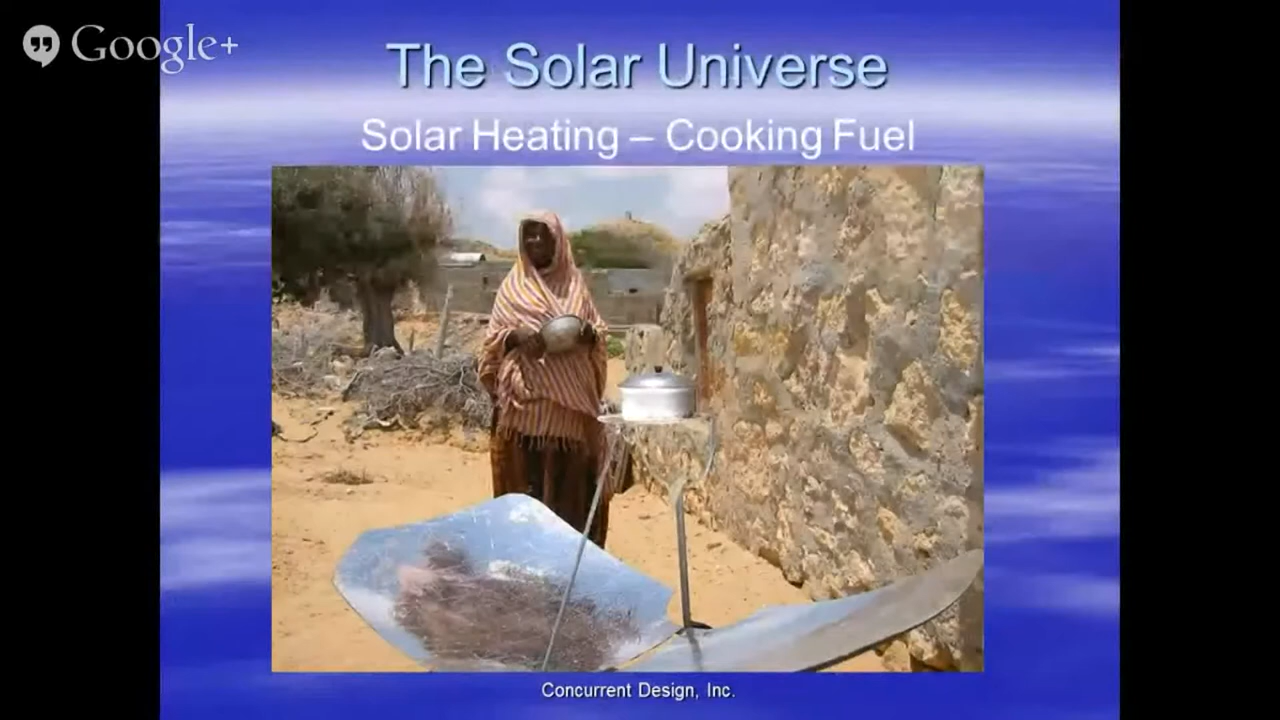 Google+
The Solar Universe
Solar Heating – Cooking Fuel
Concurrent Design, Inc.